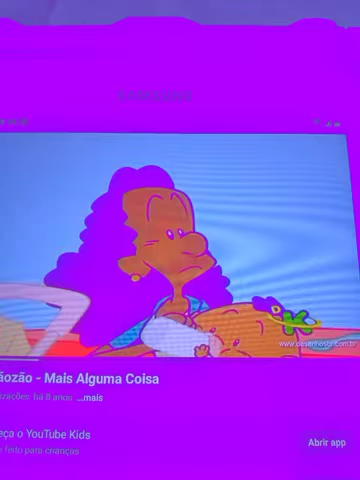 www.desenhosbr.com.br
ãozão - Mais Alguma Coisa
zações há 8 anos ...mais
eça o YouTube Kids
feito para crianças
Abrir app